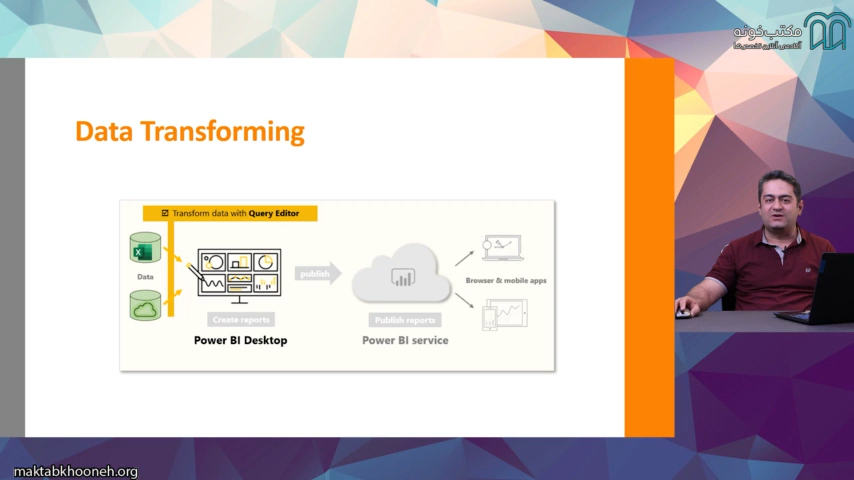 مکتب‌خونه
Data Transforming
Transform data with Query Editor
Data
publish
Create reports
Publish reports
Browser & mobile apps
Power BI Desktop
Power BI service
maktabkhooneh.org